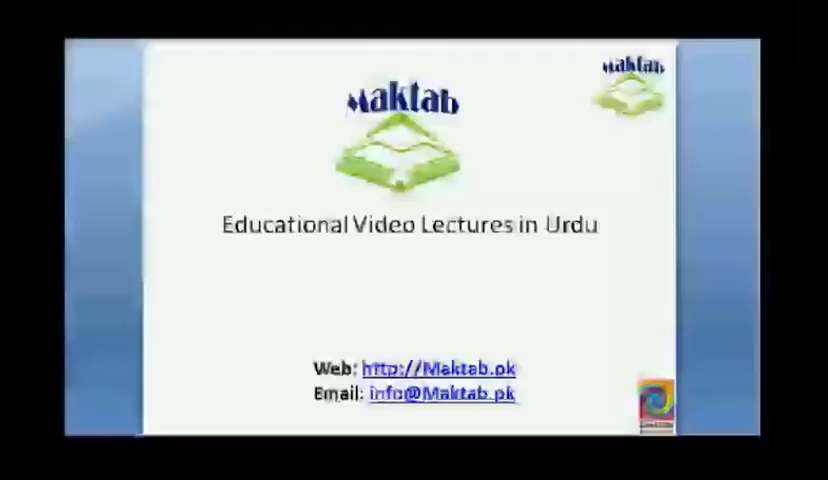 Maktab
Maktab
Educational Video Lectures in Urdu
Web: http://Maktab.pk
Email: info@Maktab.pk